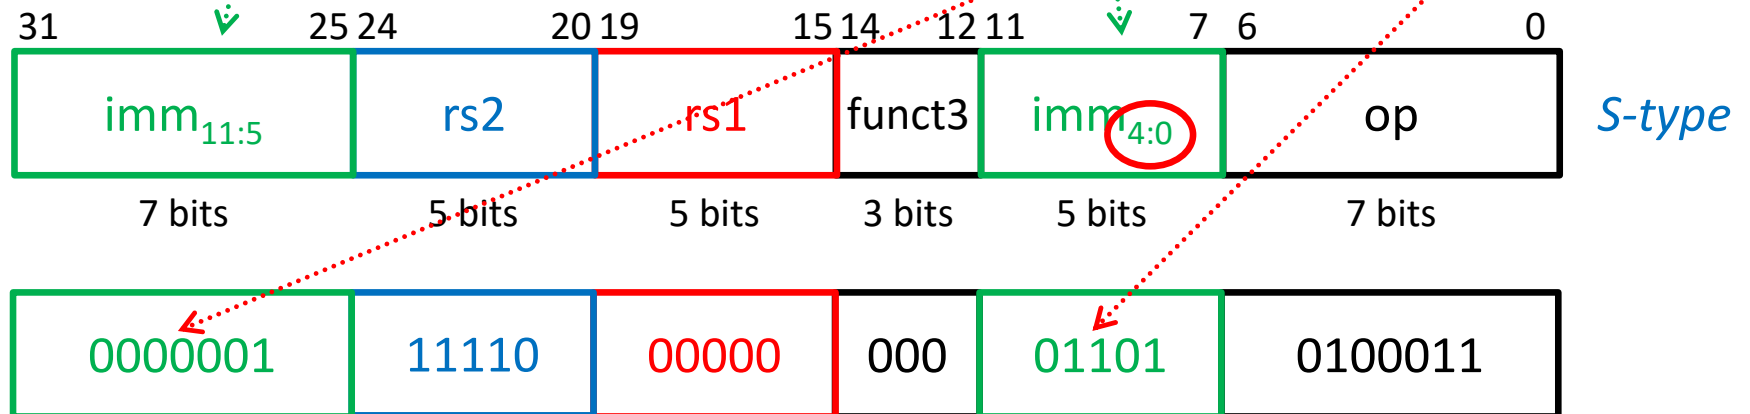 31 25 24 20 19 15 14 12 11 7 6 0
imm11:5 rs2 rs1 funct3 imm4:0 op S-type
7 bits 5 bits 5 bits 3 bits 5 bits 7 bits
0000001 11110 00000 000 01101 0100011